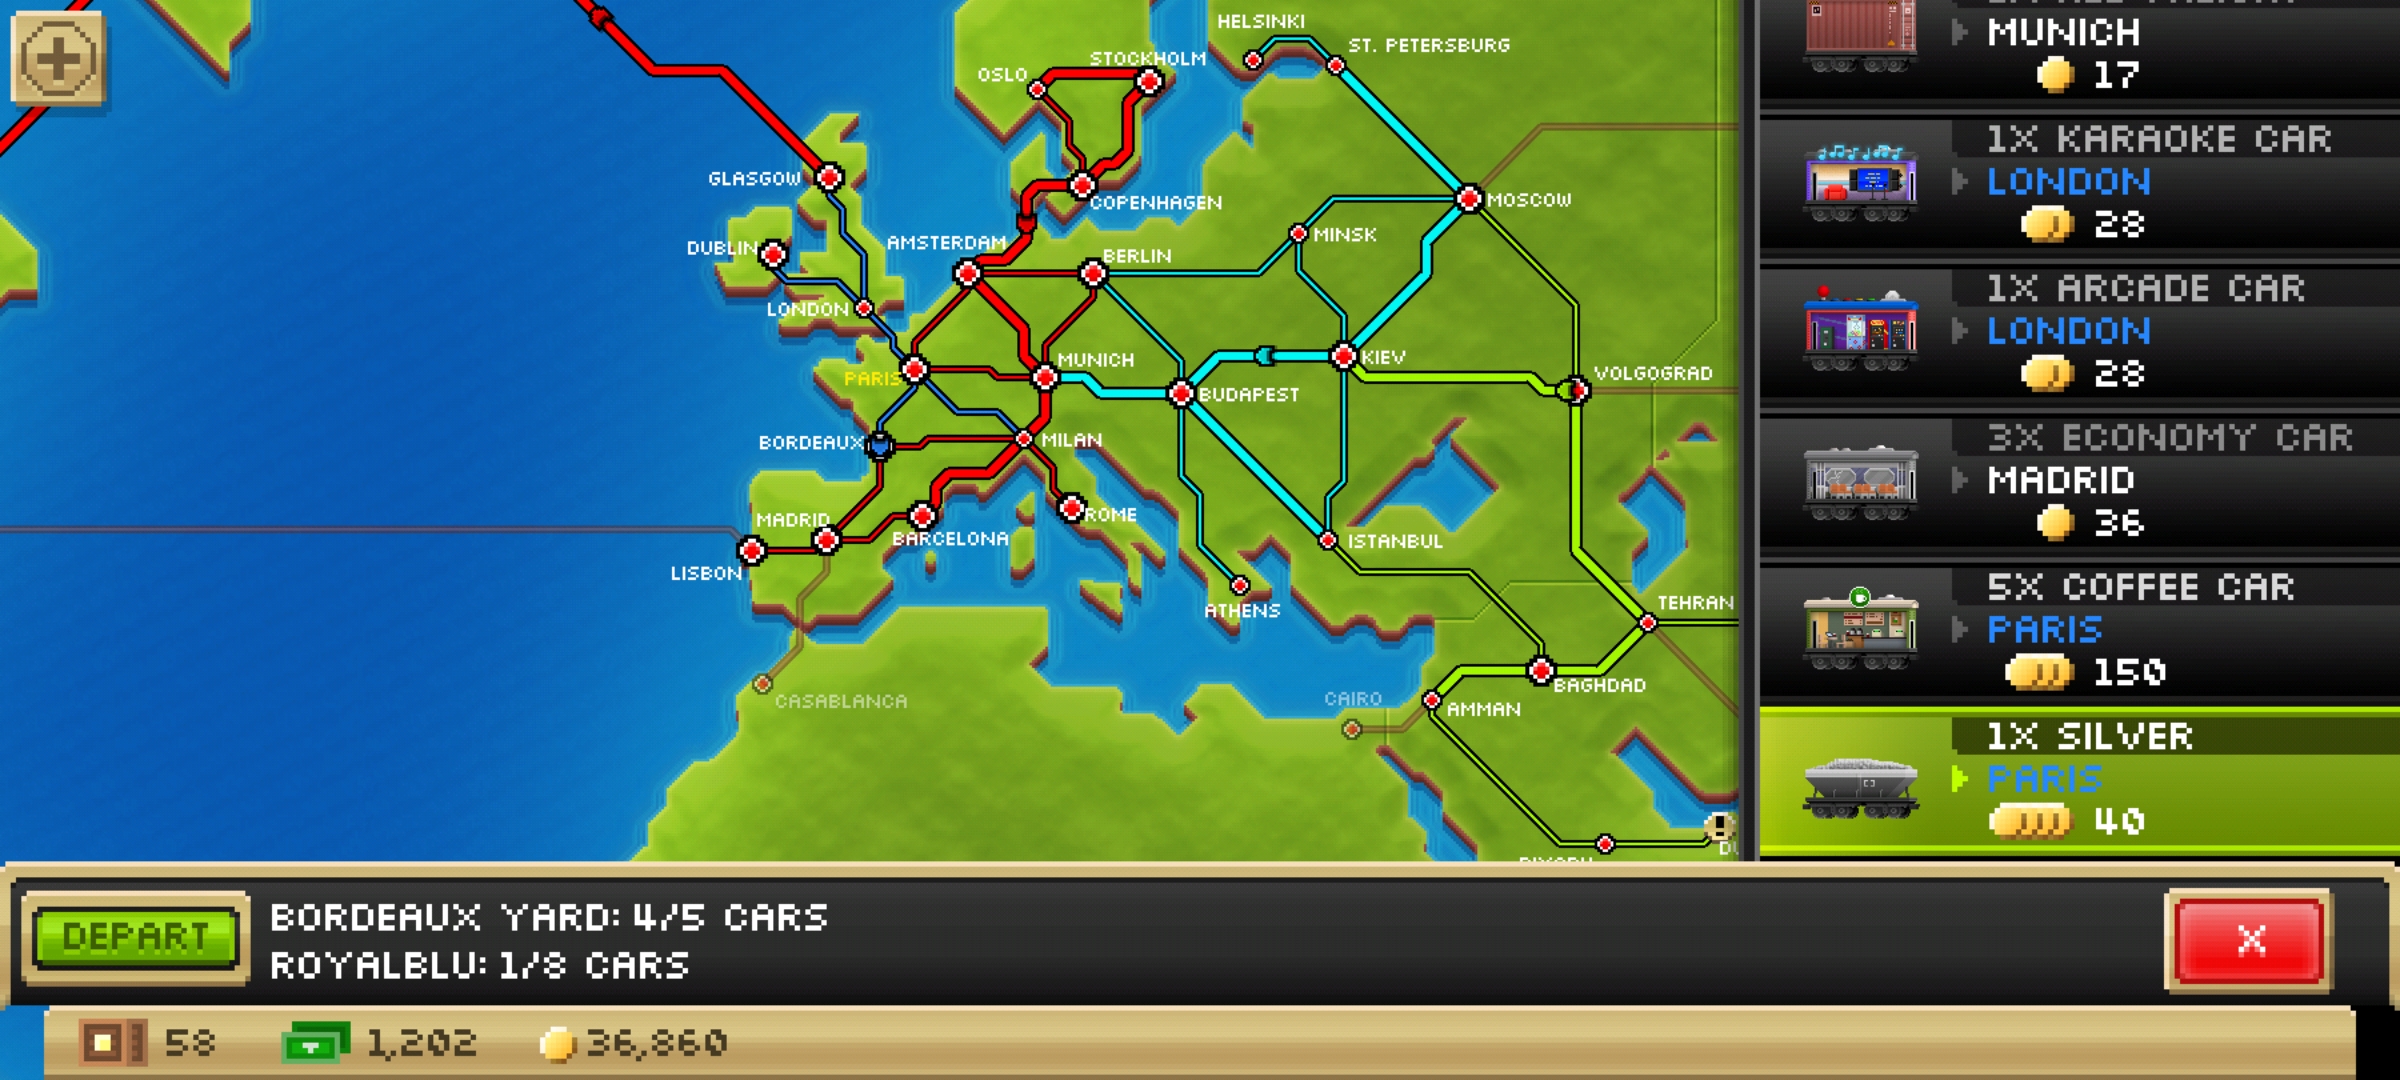 HELSINKI
ST. PETERSBURG
STOCKHOLM
OSLO
GLASGOW
COPENHAGEN
MOSCOW
AMSTERDAM
MINSK
DUBLIN
BERLIN
LONDON
MUNICH
KIEV
VOLGOGRAD
PARIS
BUDAPEST
BORDEAUX
MILAN
MADRID
ROME
BARCELONA
ISTANBUL
LISBON
ATHENS
TEHRAN
BAGHDAD
CASABLANCA
CAIRO
AMMAN
MUNICH
17
1X KARAOKE CAR
LONDON
28
1X ARCADE CAR
LONDON
28
3X ECONOMY CAR
MADRID
36
5X COFFEE CAR
PARIS
150
1X SILVER
PARIS
40
DEPART
BORDEAUX YARD: 4/5 CARS
ROYALBLU: 1/8 CARS
X
58
1,202
36,860